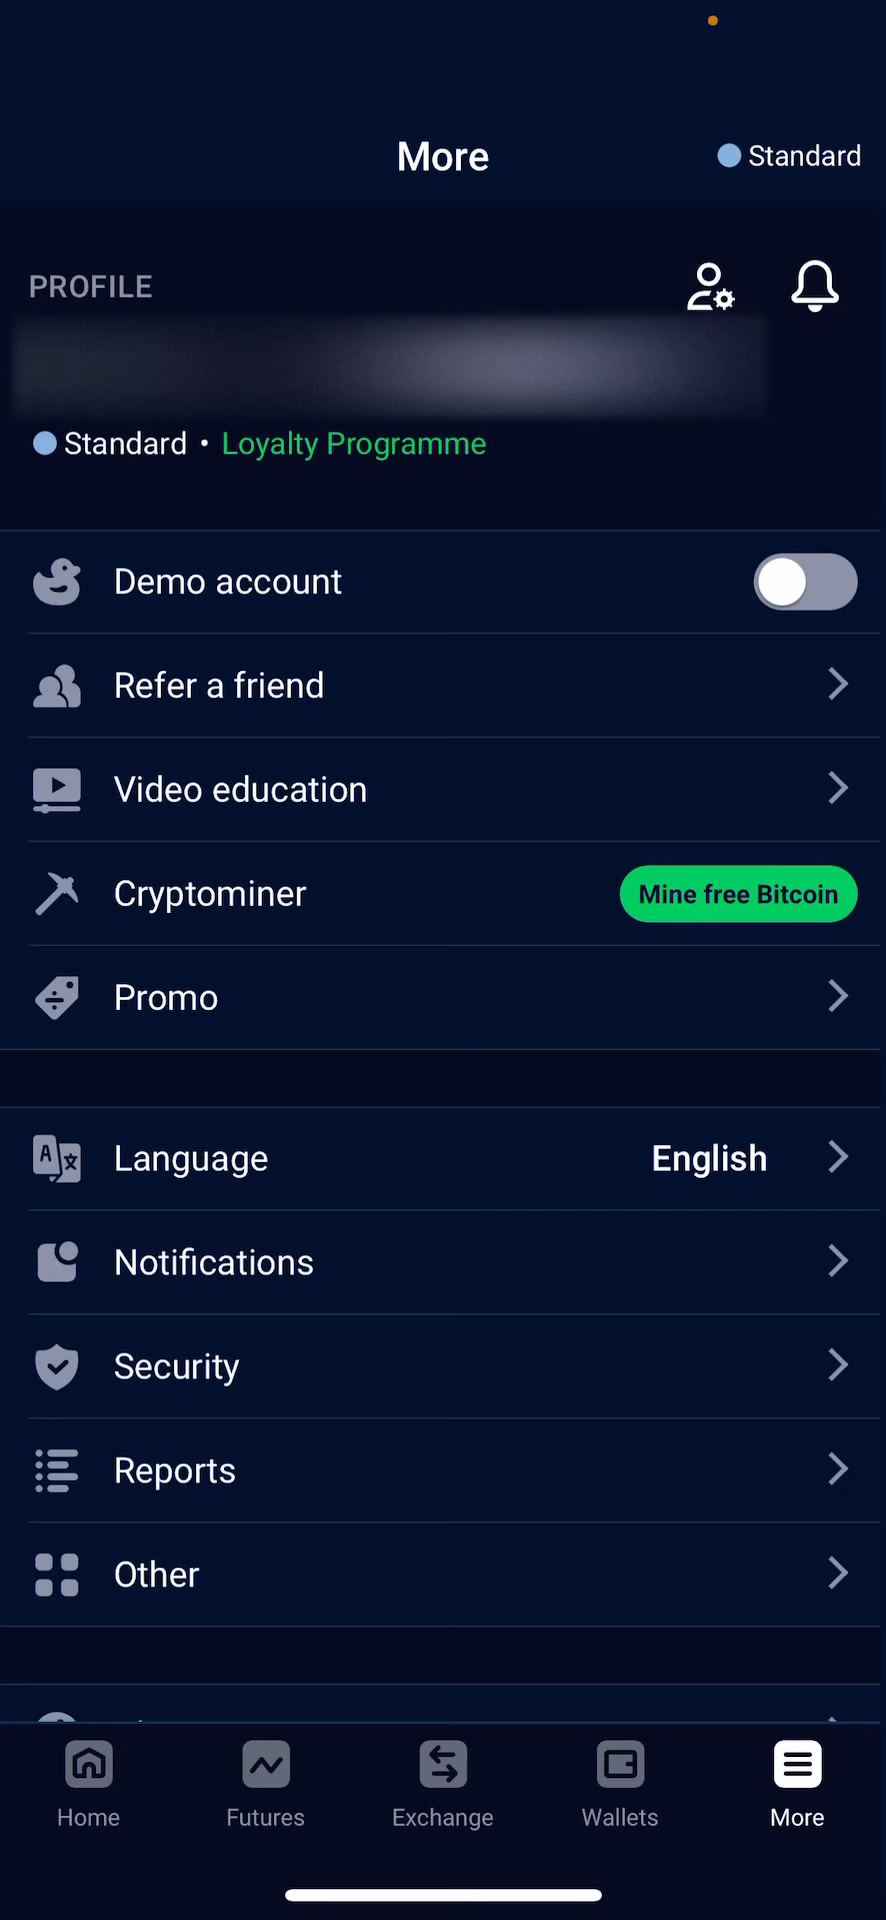 More
Standard
PROFILE
Standard • Loyalty Programme
Demo account
Refer a friend
Video education
Cryptominer
Mine free Bitcoin
Promo
Language
English
Notifications
Security
Reports
Other
Home
Futures
Exchange
Wallets
More